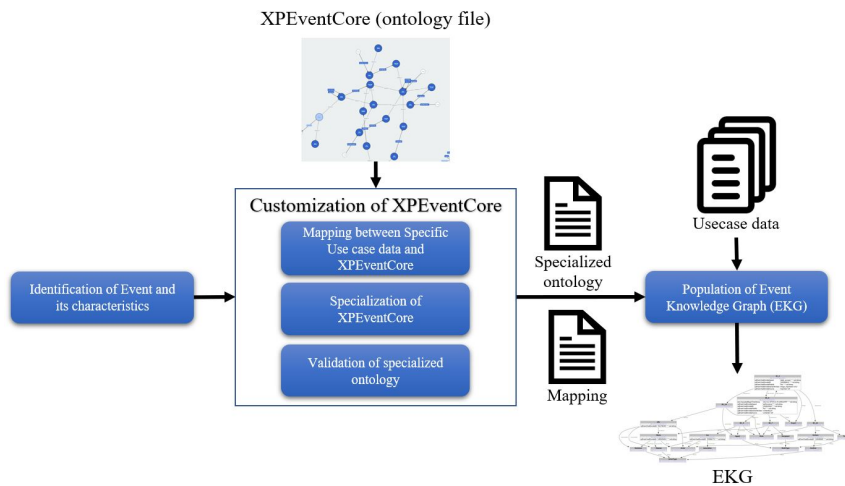 XPEventCore (ontology file)
Customization of XPEventCore
Mapping between Specific
Use case data and
XPEventCore
Specialization of
XPEventCore
Validation of specialized
ontology
Identification of Event and
its characteristics
Specialized
ontology
Mapping
Usecase data
Population of Event
Knowledge Graph (EKG)
EKG